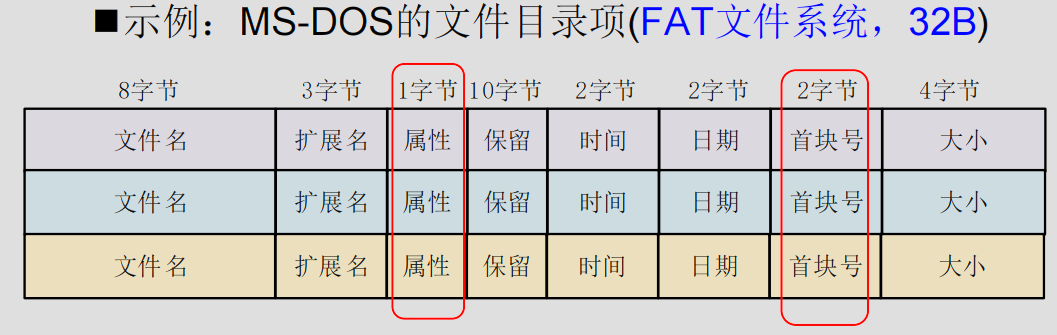 ■示例：MS-DOS的文件目录项(FAT文件系统，32B)
8字节 3字节 1字节 10字节 2字节 2字节 2字节 4字节
文件名 扩展名 属性 保留 时间 日期 首块号 大小
文件名 扩展名 属性 保留 时间 日期 首块号 大小
文件名 扩展名 属性 保留 时间 日期 首块号 大小